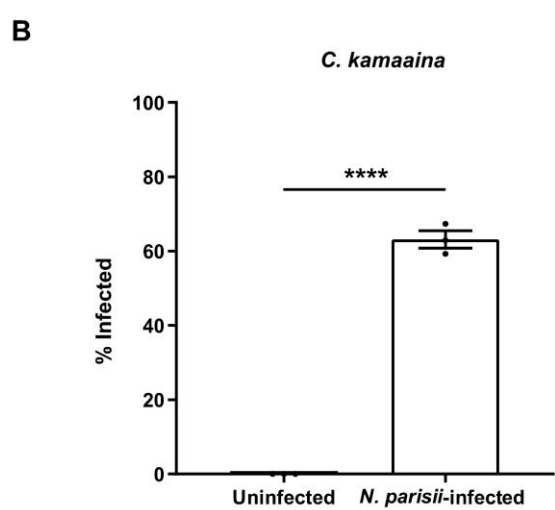 B
C. kamaaina
100
80
60
40
20
0
% Infected
****
Uninfected
N. parisii-infected